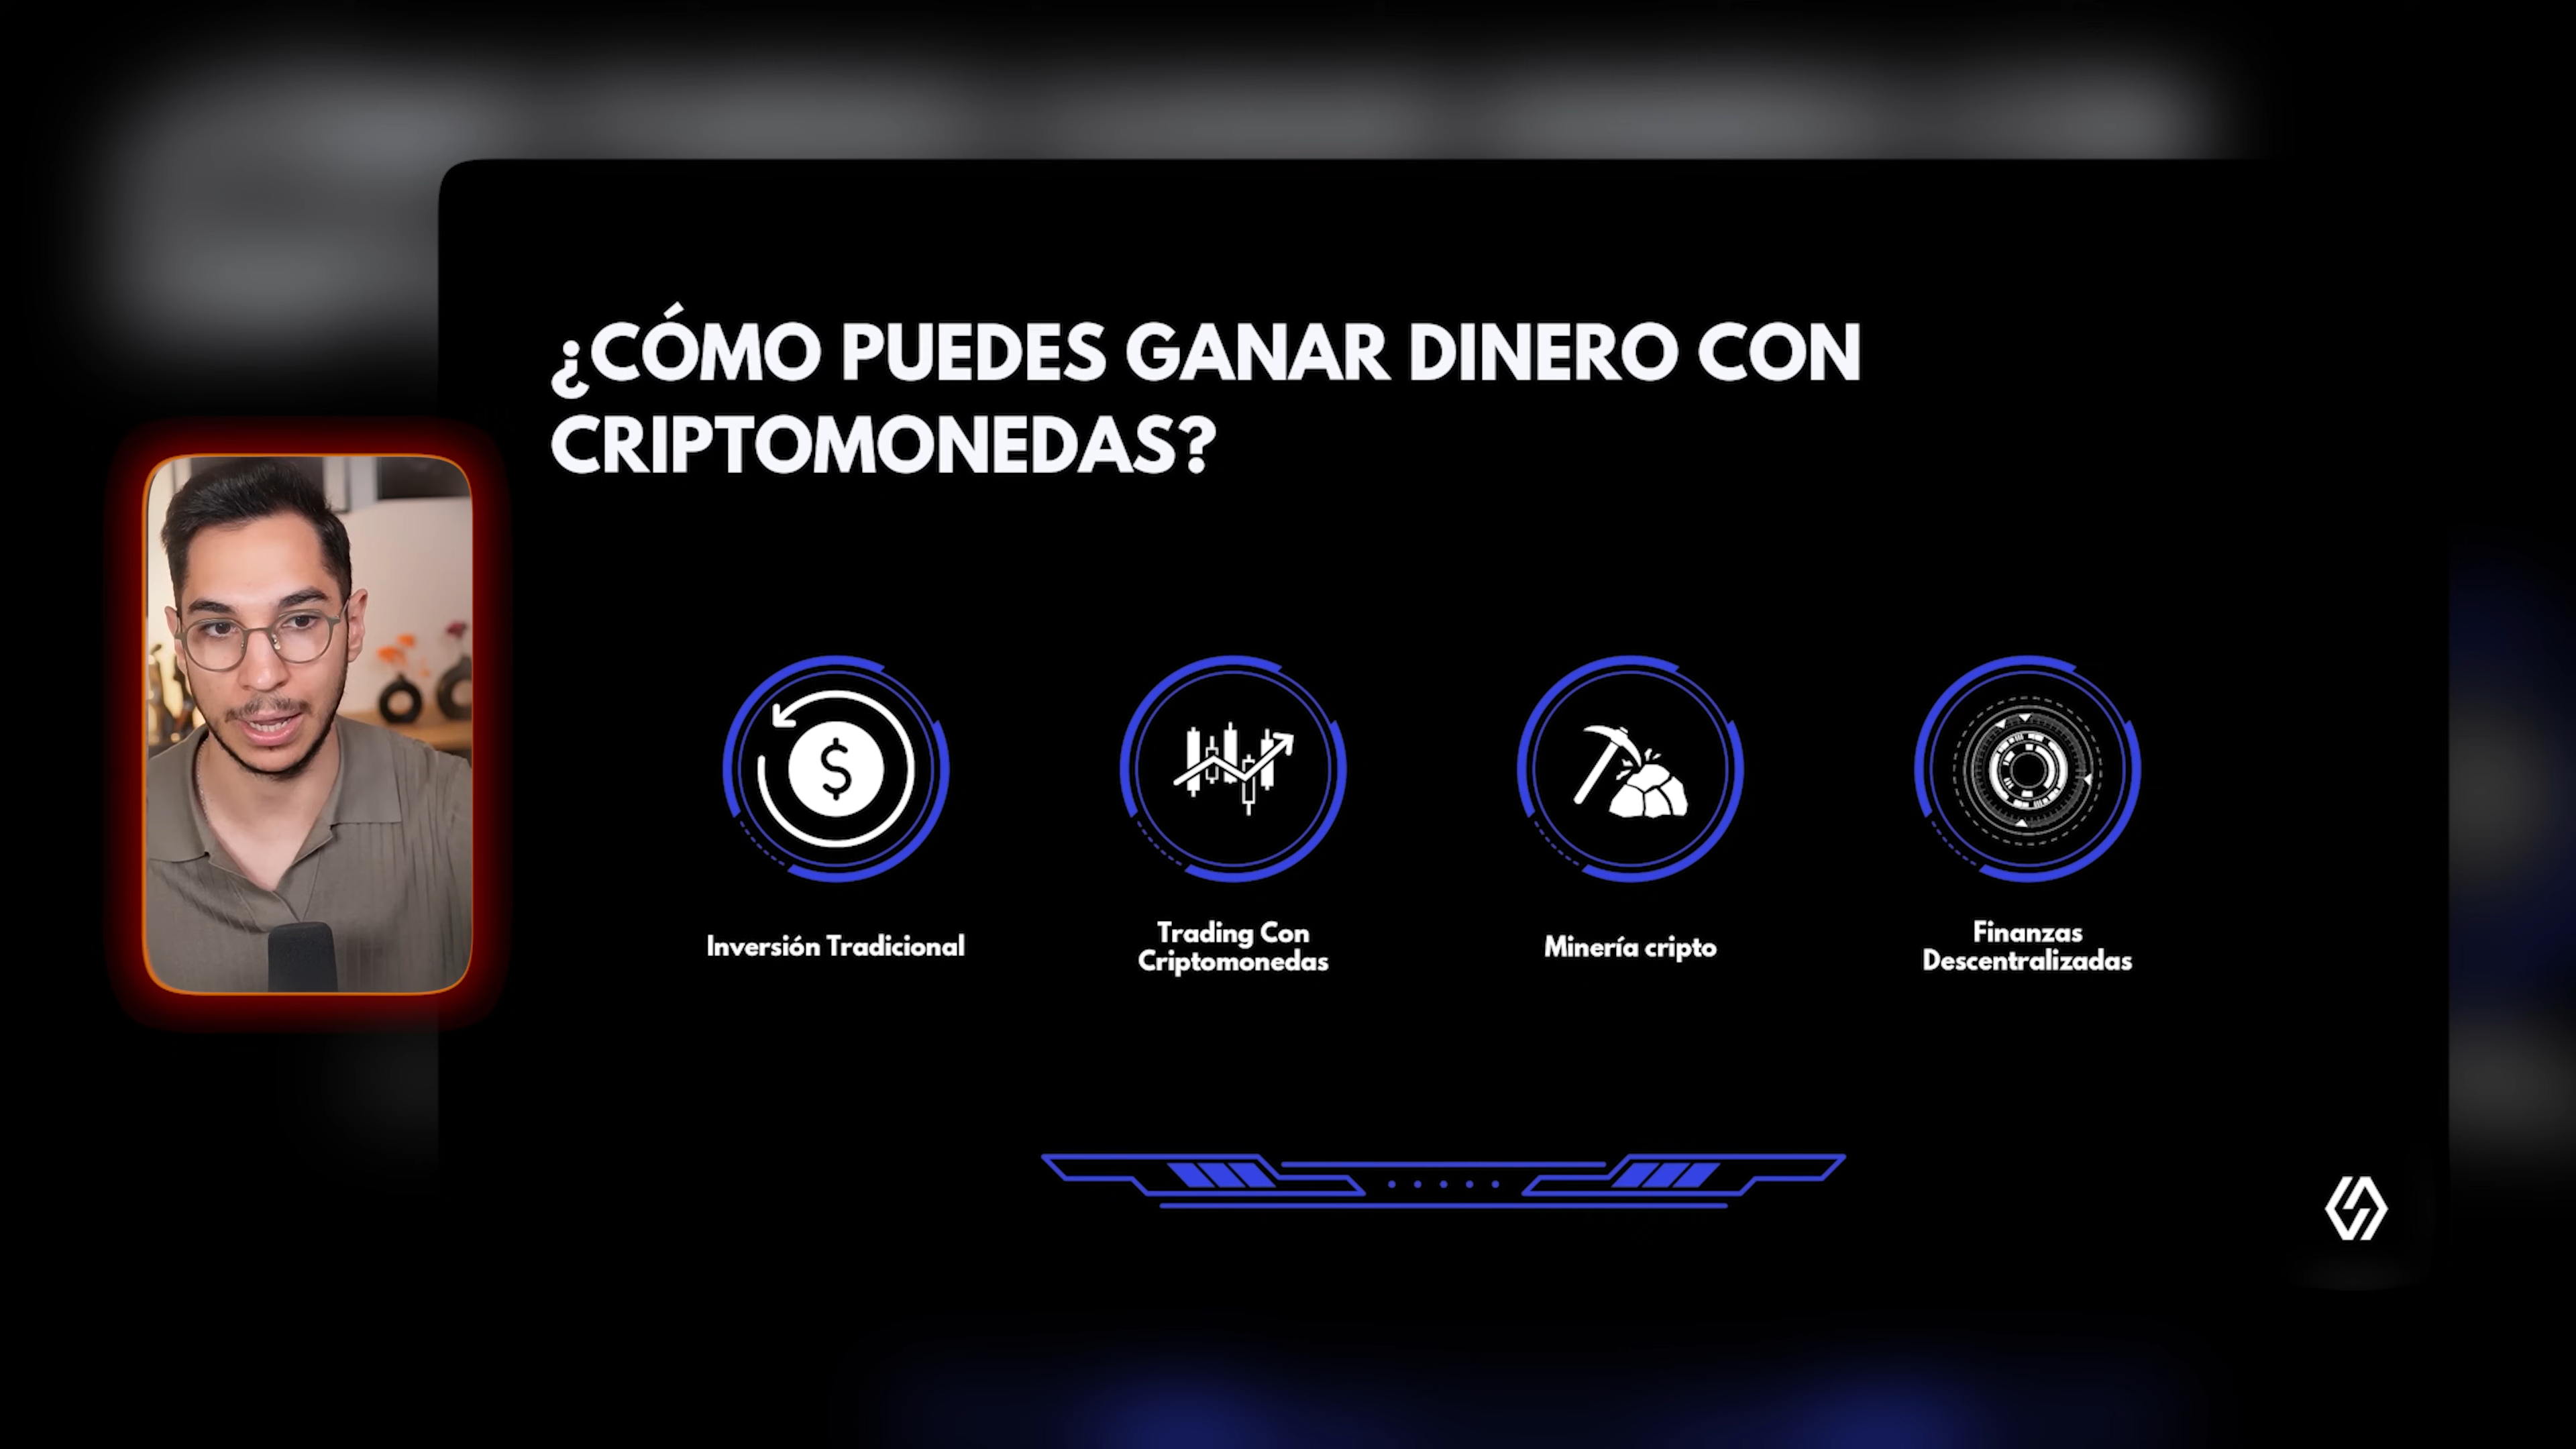 ¿CÓMO PUEDES GANAR DINERO CON
CRIPTOMONEDAS?
Inversión Tradicional
Trading Con
Criptomonedas
Minería cripto
Finanzas
Descentralizadas